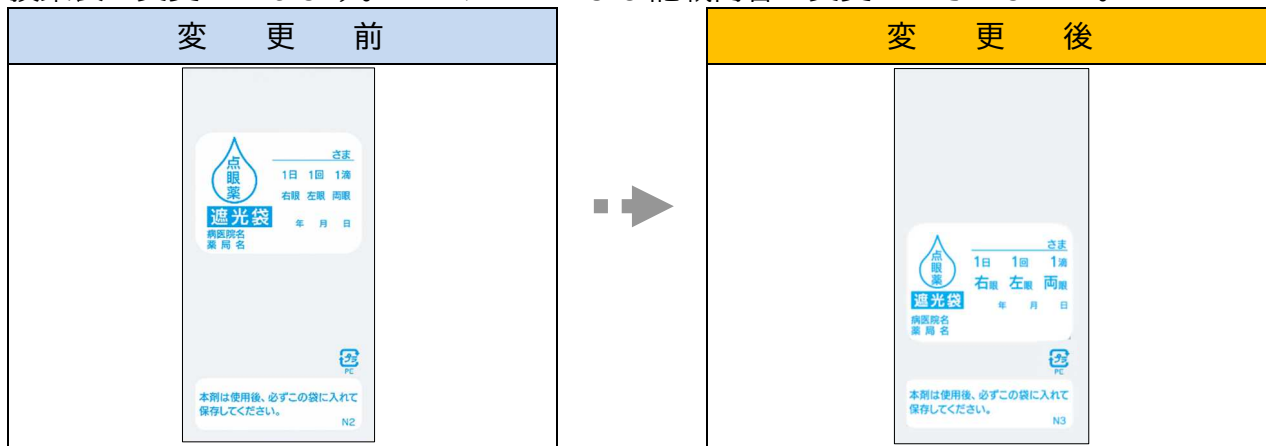 変更前
変更後
点眼薬
さま
1日 1回 1滴
右眼 左眼 両眼
遮光袋
年 月 日
病医院名
薬局名
プラ
PC
本剤は使用後、必ずこの袋に入れて
保存してください。
N2
点眼薬
さま
1日 1回 1滴
右眼 左眼 両眼
遮光袋
年 月 日
病医院名
薬局名
プラ
PC
本剤は使用後、必ずこの袋に入れて
保存してください。
N3